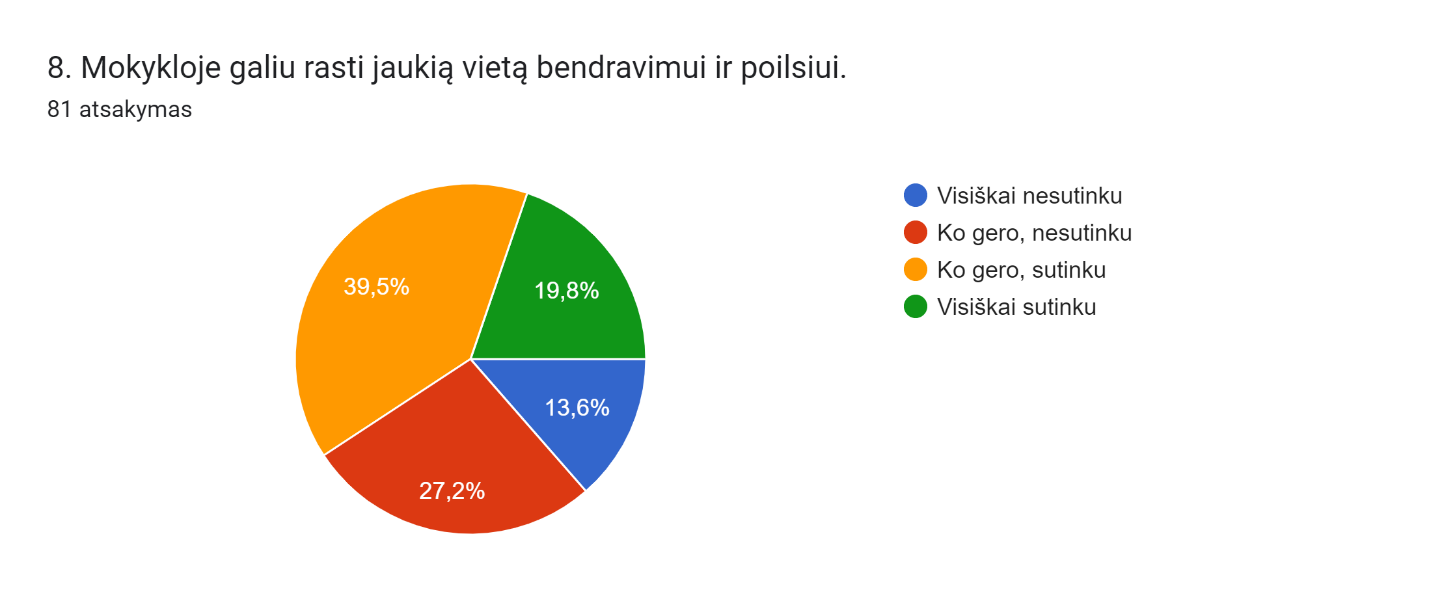 8. Mokykloje galiu rasti jaukią vietą bendravimui ir poilsiui.
81 atsakymas
Visiškai nesutinku
Ko gero, nesutinku
Ko gero, sutinku
Visiškai sutinku
39,5%
19,8%
13,6%
27,2%